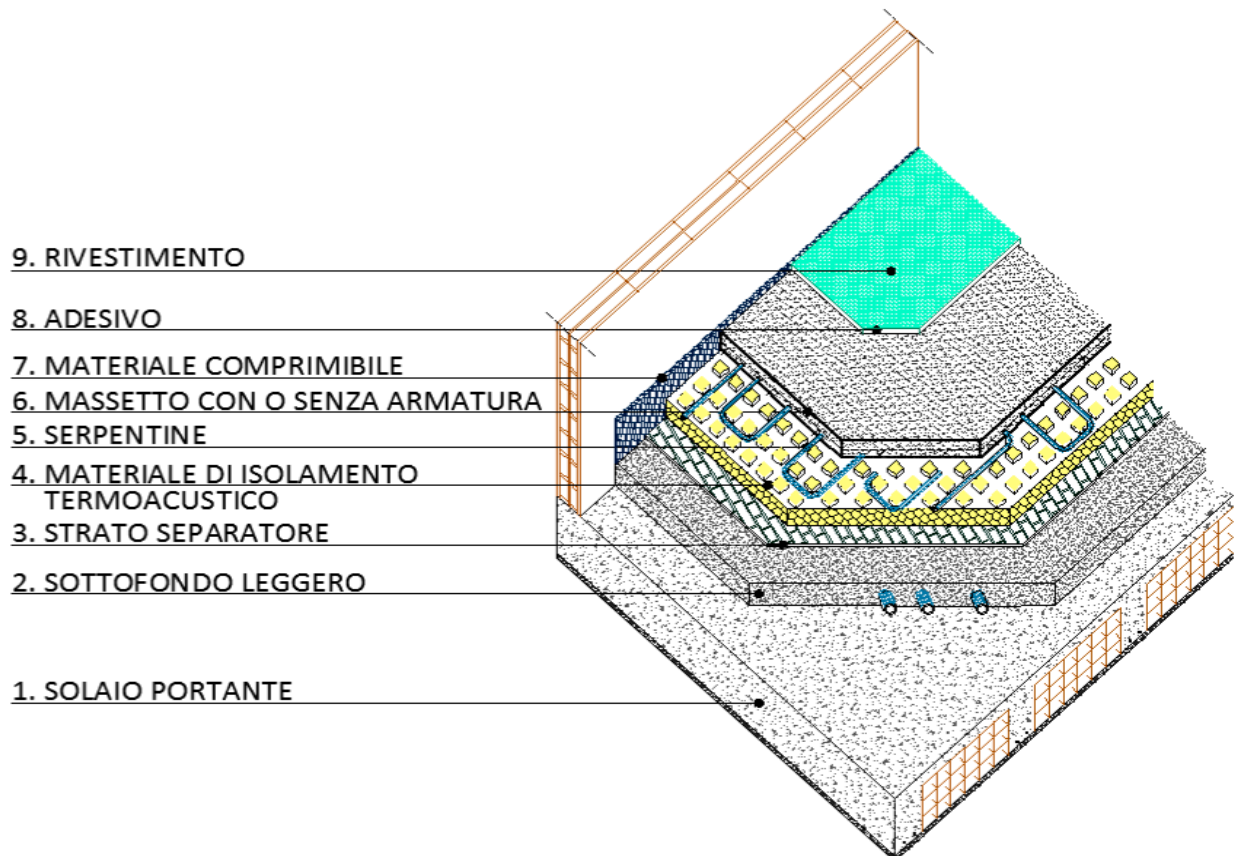 9. RIVESTIMENTO
8. ADESIVO
7. MATERIALE COMPRIMIBILE
6. MASSETTO CON O SENZA ARMATURA
5. SERPENTINE
4. MATERIALE DI ISOLAMENTO
TERMOACUSTICO
3. STRATO SEPARATORE
2. SOTTOFONDO LEGGERO
1. SOLAIO PORTANTE